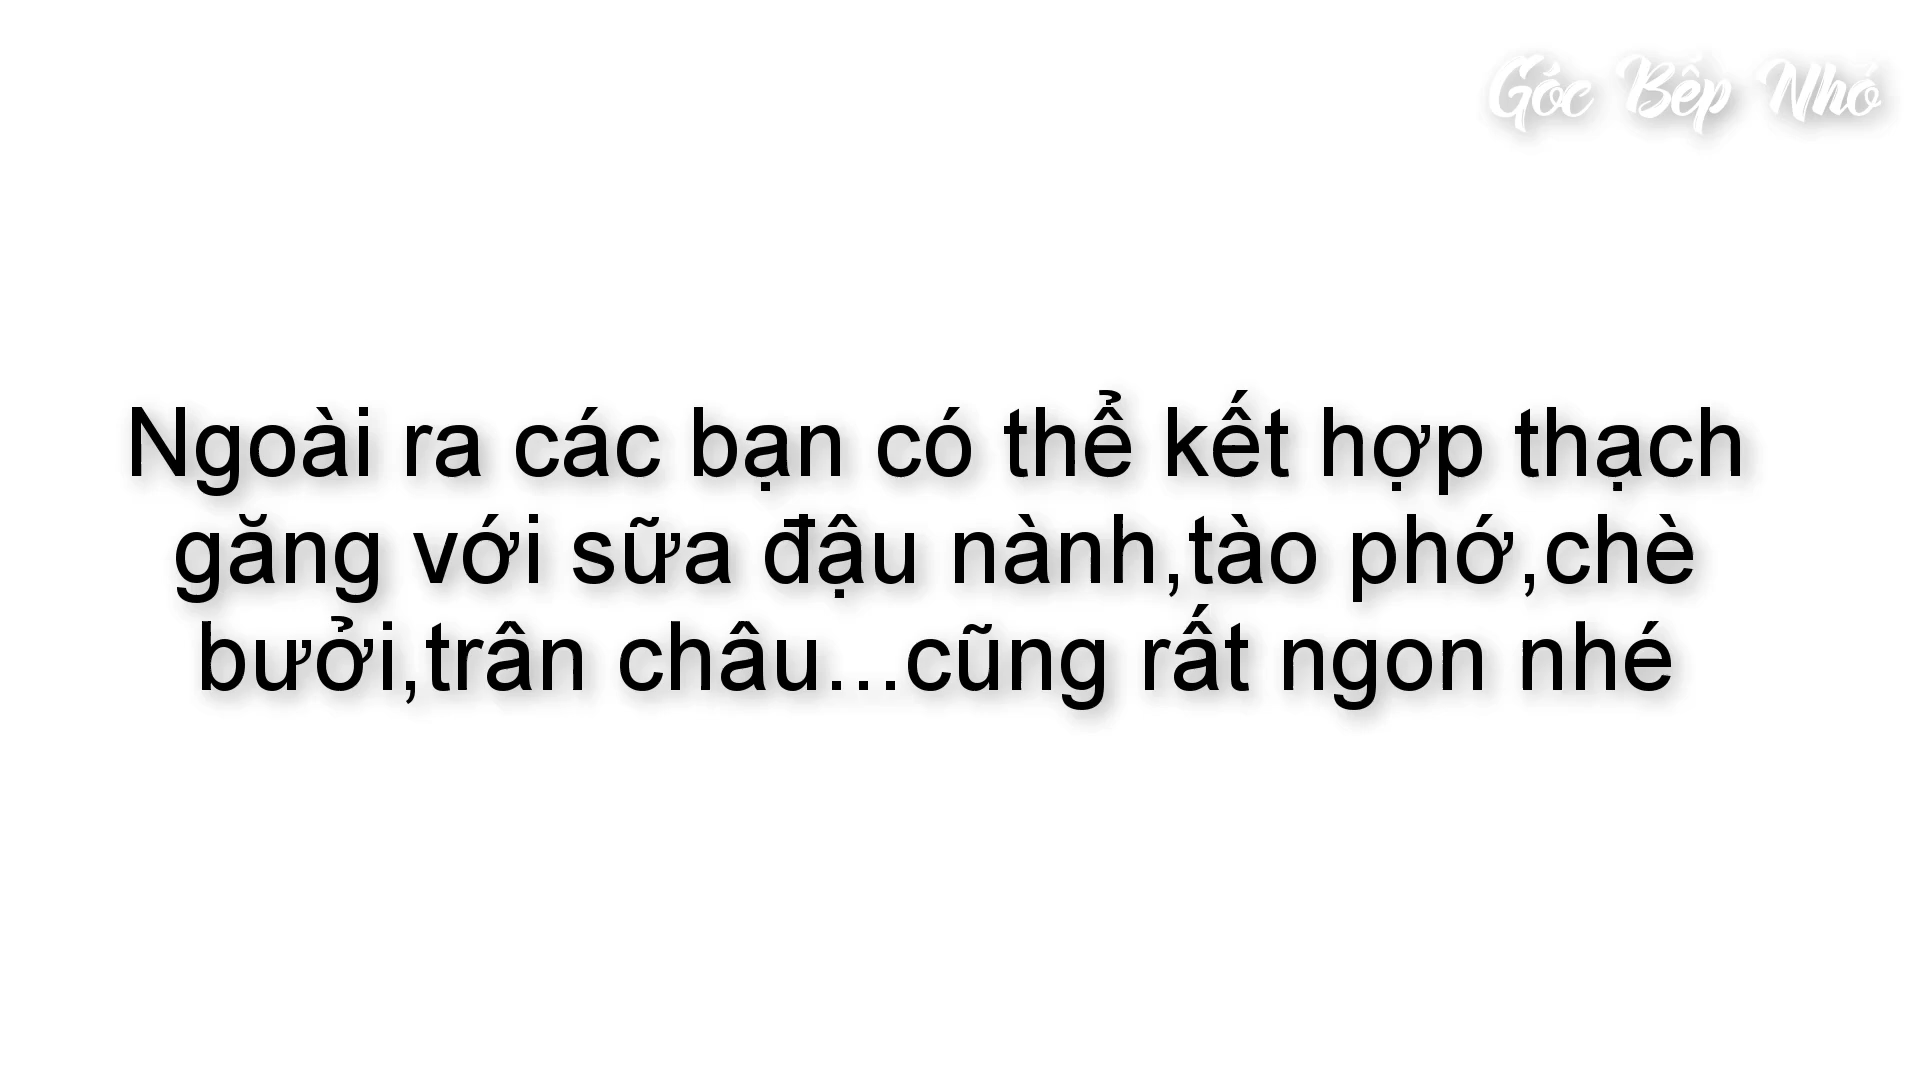 Góc Bếp Nhỏ
Ngoài ra các bạn có thể kết hợp thạch
găng với sữa đậu nành,tào phớ,chè
bưởi,trân châu...cũng rất ngon nhé